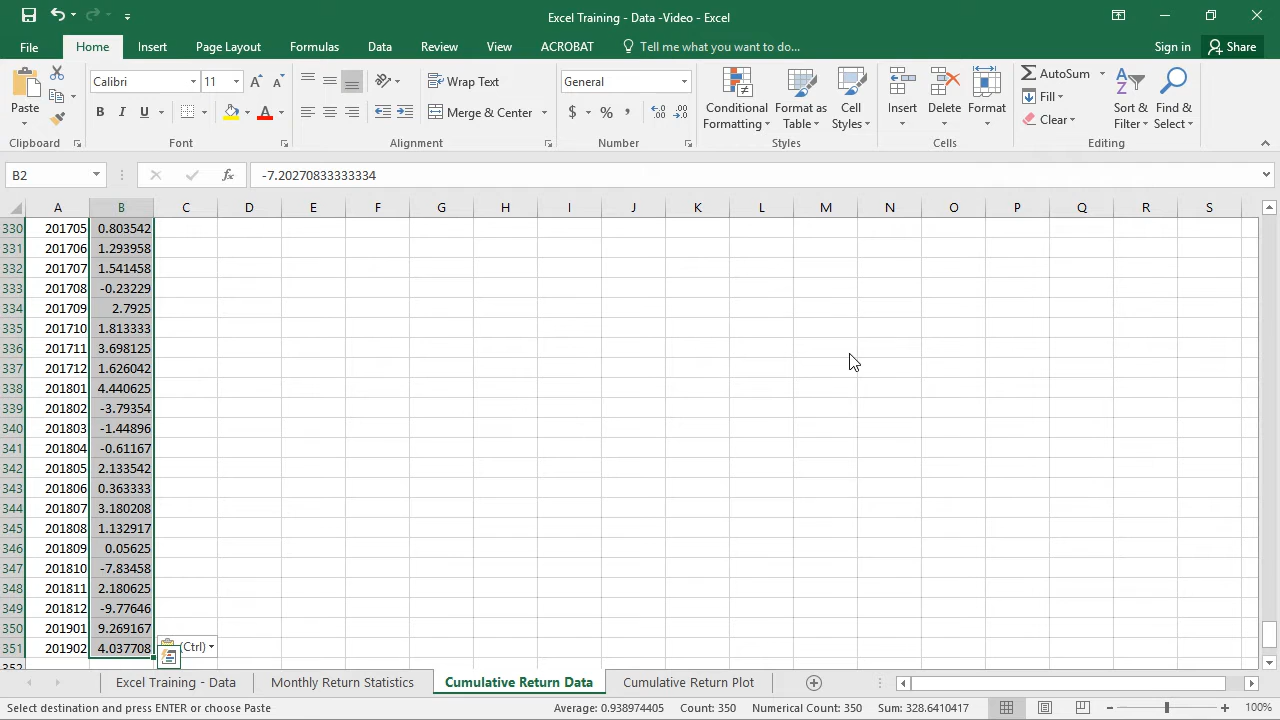 Excel Training - Data -Video - Excel
File Home Insert Page Layout Formulas Data Review View ACROBAT Tell me what you want to do... Sign in Share
Paste Calibri 11 Wrap Text General Conditional Formatting Format as Table Cell Styles Insert Delete Format AutoSum Sort & Filter Find & Select
B I U A Merge & Center $ % , Fill
Clear
Clipboard Font Alignment Number Styles Cells Editing
B2 fx -7.20270833333334
A B C D E F G H I J K L M N O P Q R S
330 201705 0.803542
331 201706 1.293958
332 201707 1.541458
333 201708 -0.23229
334 201709 2.7925
335 201710 1.813333
336 201711 3.698125
337 201712 1.626042
338 201801 4.440625
339 201802 -3.79354
340 201803 -1.44896
341 201804 -0.61167
342 201805 2.133542
343 201806 0.363333
344 201807 3.180208
345 201808 1.132917
346 201809 0.05625
347 201810 -7.83458
348 201811 2.180625
349 201812 -9.77646
350 201901 9.269167
351 201902 4.037708 (Ctrl)
352
Excel Training - Data Monthly Return Statistics Cumulative Return Data Cumulative Return Plot
Select destination and press ENTER or choose Paste Average: 0.938974405 Count: 350 Numerical Count: 350 Sum: 328.6410417 100%